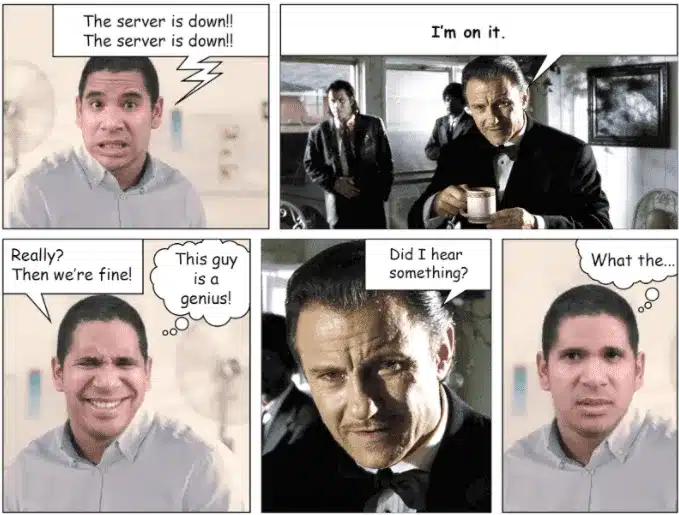 The server is down!!
The server is down!!
I'm on it.
Really?
Then we're fine!
This guy
is a
genius!
Did I hear
something?
What the...